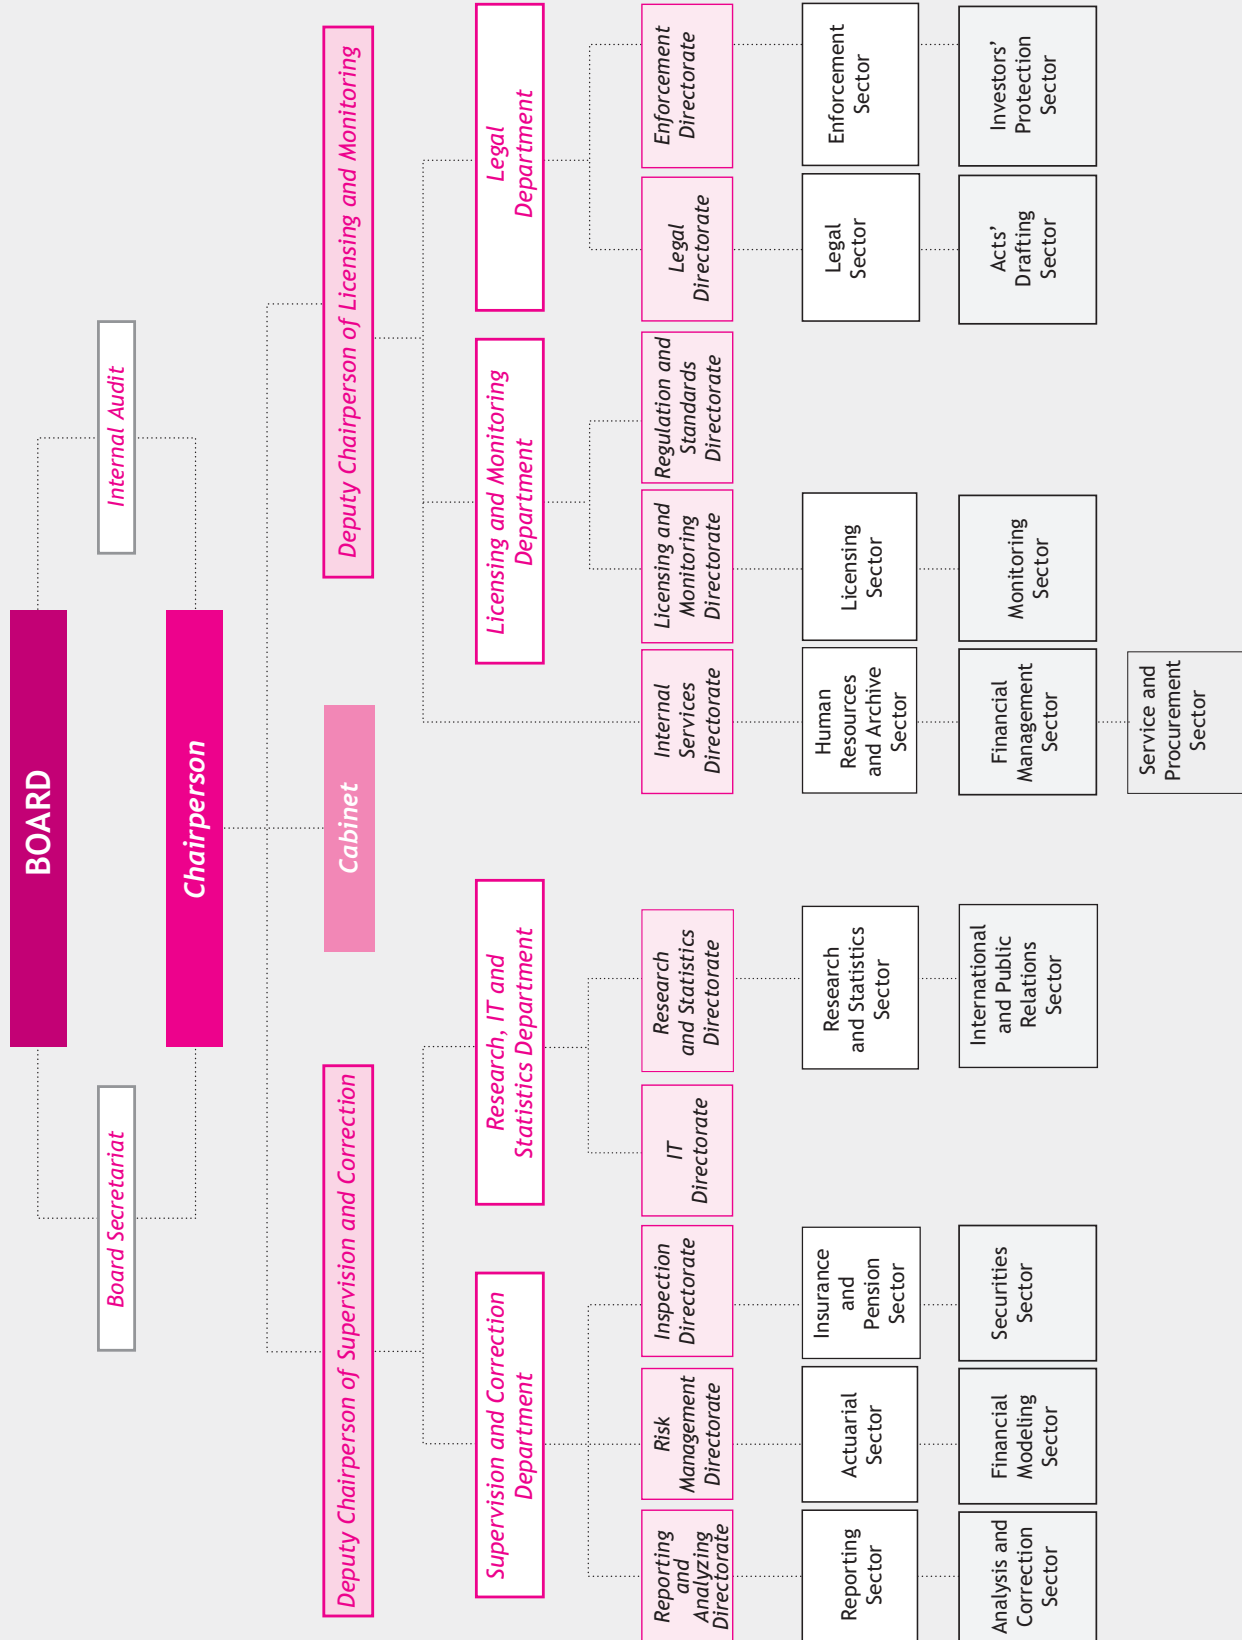 BOARD
Board Secretariat
Internal Audit
Chairperson
Deputy Chairperson of Supervision and Correction
Cabinet
Deputy Chairperson of Licensing and Monitoring
Supervision and Correction
Department
Research, IT and
Statistics Department
Licensing and Monitoring
Department
Legal
Department
Reporting
and
Analyzing
Directorate
Risk
Management
Directorate
Inspection
Directorate
IT
Directorate
Research
and Statistics
Directorate
Internal
Services
Directorate
Licensing and
Monitoring
Directorate
Regulation and
Standards
Directorate
Legal
Directorate
Enforcement
Directorate
Reporting
Sector
Actuarial
Sector
Insurance
and
Pension
Sector
Research
and Statistics
Sector
Human
Resources
and Archive
Sector
Licensing
Sector
Legal
Sector
Enforcement
Sector
Analysis and
Correction
Sector
Financial
Modeling
Sector
Securities
Sector
International
and Public
Relations
Sector
Financial
Management
Sector
Monitoring
Sector
Acts’
Drafting
Sector
Investors’
Protection
Sector
Service and
Procurement
Sector